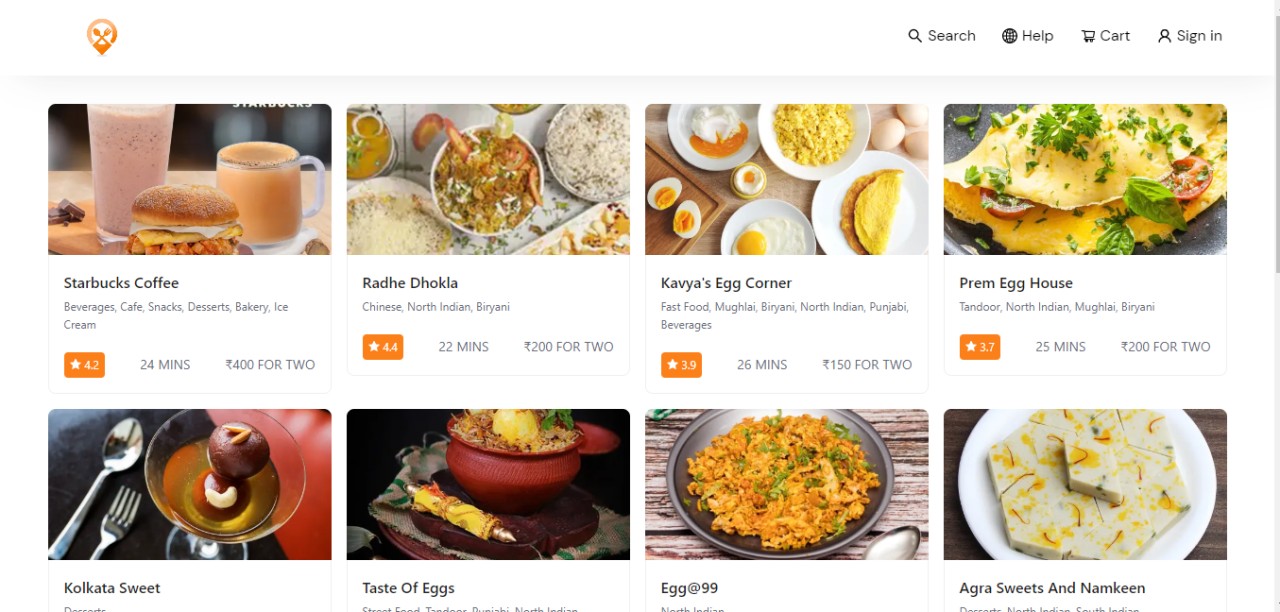 Search Help Cart Sign in
STARBUCKS
Starbucks Coffee
Beverages, Cafe, Snacks, Desserts, Bakery, Ice
Cream
4.2 24 MINS ₹400 FOR TWO
Radhe Dhokla
Chinese, North Indian, Biryani
4.4 22 MINS ₹200 FOR TWO
Kavya's Egg Corner
Fast Food, Mughlai, Biryani, North Indian, Punjabi,
Beverages
3.9 26 MINS ₹150 FOR TWO
Prem Egg House
Tandoor, North Indian, Mughlai, Biryani
3.7 25 MINS ₹200 FOR TWO
Kolkata Sweet
Desserts
Taste Of Eggs
Street Food, Tandoor, Punjabi, North Indian,
Egg@99
North Indian
Agra Sweets And Namkeen
Desserts, North Indian, South Indian,